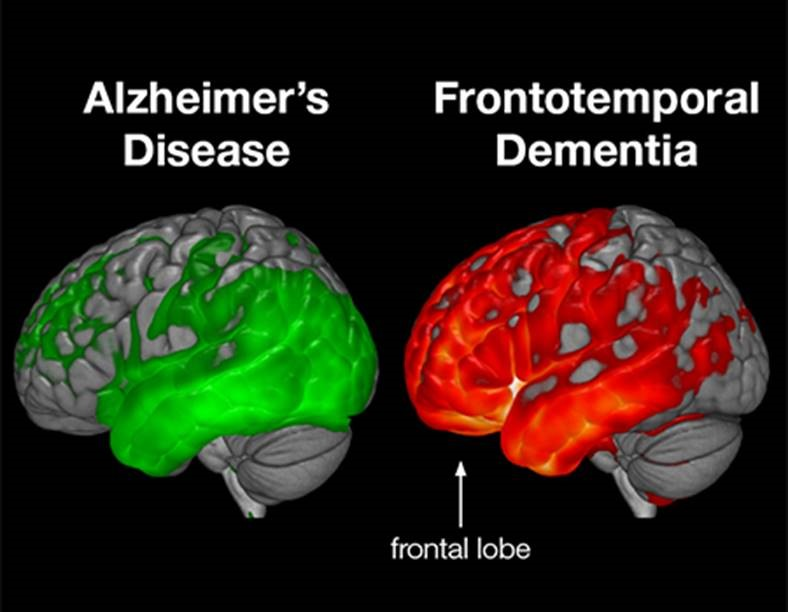 Alzheimer’s
Disease
Frontotemporal
Dementia
frontal lobe